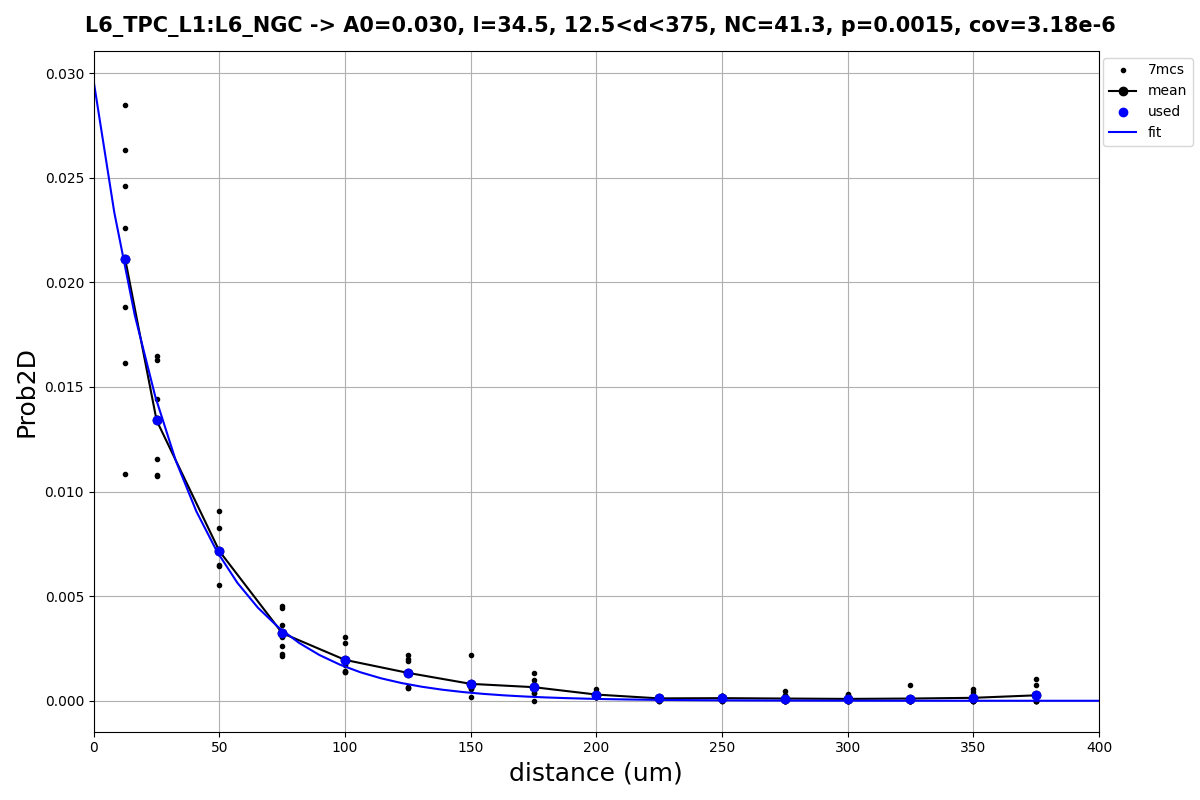 L6_TPC_L1:L6_NGC -> A0=0.030, l=34.5, 12.5<d<375, NC=41.3, p=0.0015, cov=3.18e-6
7mcs
mean
used
fit
0.030
0.025
0.020
0.015
0.010
0.005
0.000
Prob2D
0 50 100 150 200 250 300 350 400
distance (um)